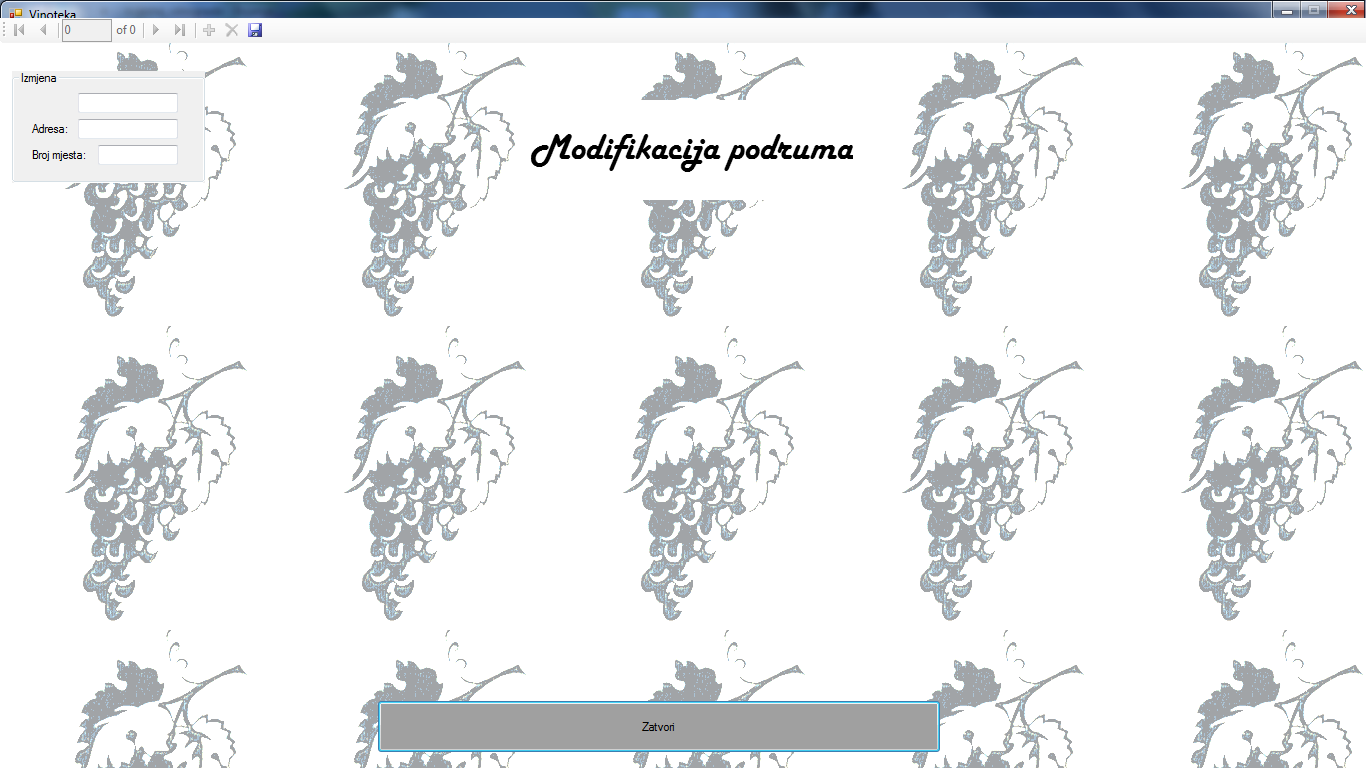 Vinoteka
0 of 0
Izmjena
Adresa:
Broj mjesta:
Modifikacija podruma
Zatvori